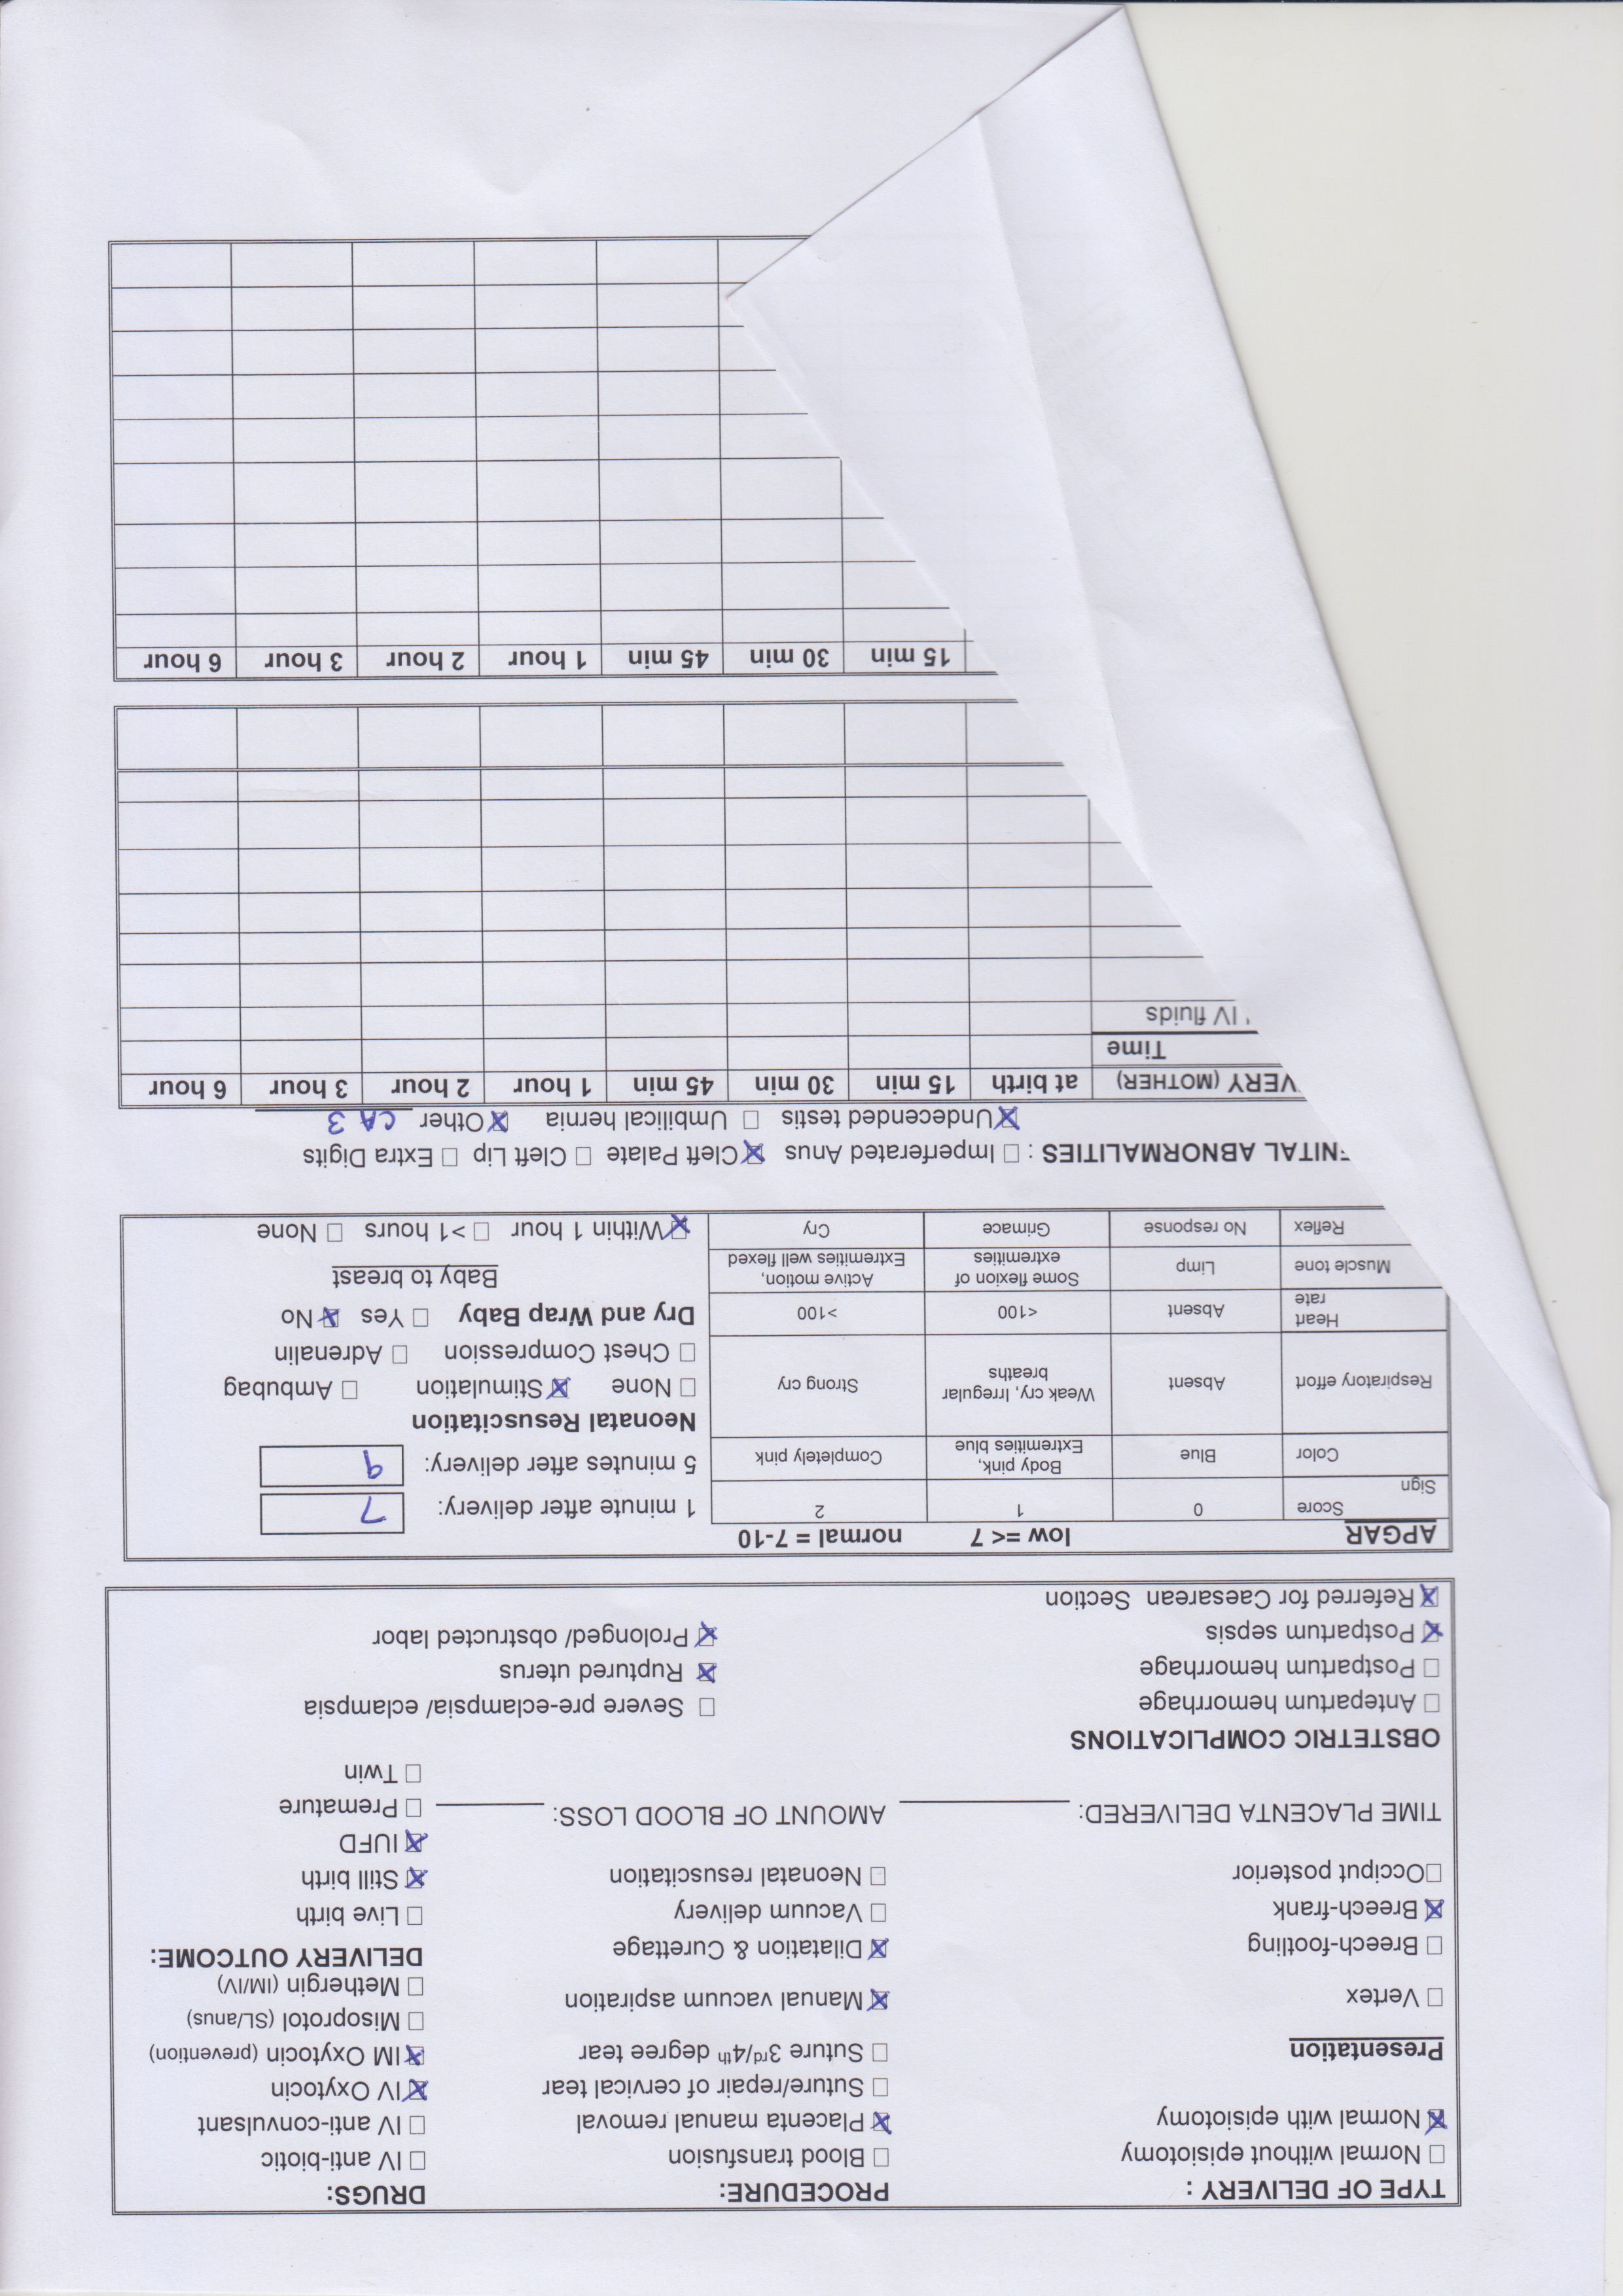 TYPE OF DELIVERY : PROCEDURE: DRUGS:
☐ Normal without episiotomy ☐ Blood transfusion ☐ IV anti-biotic
☒ Normal with episiotomy ☒ Placenta manual removal ☐ IV anti-convulsant
☐ Suture/repair of cervical tear ☒ IV Oxytocin
Presentation ☐ Suture 3rd/4th degree tear ☒ IM Oxytocin (prevention)
☐ Misoprotol (SL/anus)
☐ Vertex ☒ Manual vacuum aspiration ☐ Methergin (IM/IV)
☐ Breech-footling ☒ Dilatation & Curettage DELIVERY OUTCOME:
☒ Breech-frank ☐ Vacuum delivery ☐ Live birth
☐ Occiput posterior ☐ Neonatal resuscitation ☒ Still birth
☒ IUFD
TIME PLACENTA DELIVERED: AMOUNT OF BLOOD LOSS: ☐ Premature
☐ Twin
OBSTETRIC COMPLICATIONS
☐ Antepartum hemorrhage ☐ Severe pre-eclampsia/ eclampsia
☐ Postpartum hemorrhage ☒ Ruptured uterus
☒ Postpartum sepsis ☒ Prolonged/ obstructed labor
☒ Referred for Caesarean Section
APGAR low =< 7 normal = 7-10
Score 0 1 2 1 minute after delivery: 7
Sign
Color Blue Body pink, Extremities blue Completely pink 5 minutes after delivery: 9
Neonatal Resuscitation
Respiratory effort Absent Weak cry, Irregular breaths Strong cry ☐ None ☒ Stimulation ☐ Ambubag
☐ Chest Compression ☐ Adrenalin
Heart rate Absent <100 >100 Dry and Wrap Baby ☐ Yes ☒ No
Muscle tone Limp Some flexion of extremities Active motion, Extremities well flexed Baby to breast
Reflex No response Grimace Cry ☒ Within 1 hour ☐ >1 hours ☐ None
NITAL ABNORMALITIES : ☐ Imperferated Anus ☒ Cleft Palate ☐ Cleft Lip ☐ Extra Digits
☒ Undecended testis ☐ Umbilical hernia ☒ Other CA 3
VERY (MOTHER) at birth 15 min 30 min 45 min 1 hour 2 hour 3 hour 6 hour
Time
IV fluids
15 min 30 min 45 min 1 hour 2 hour 3 hour 6 hour